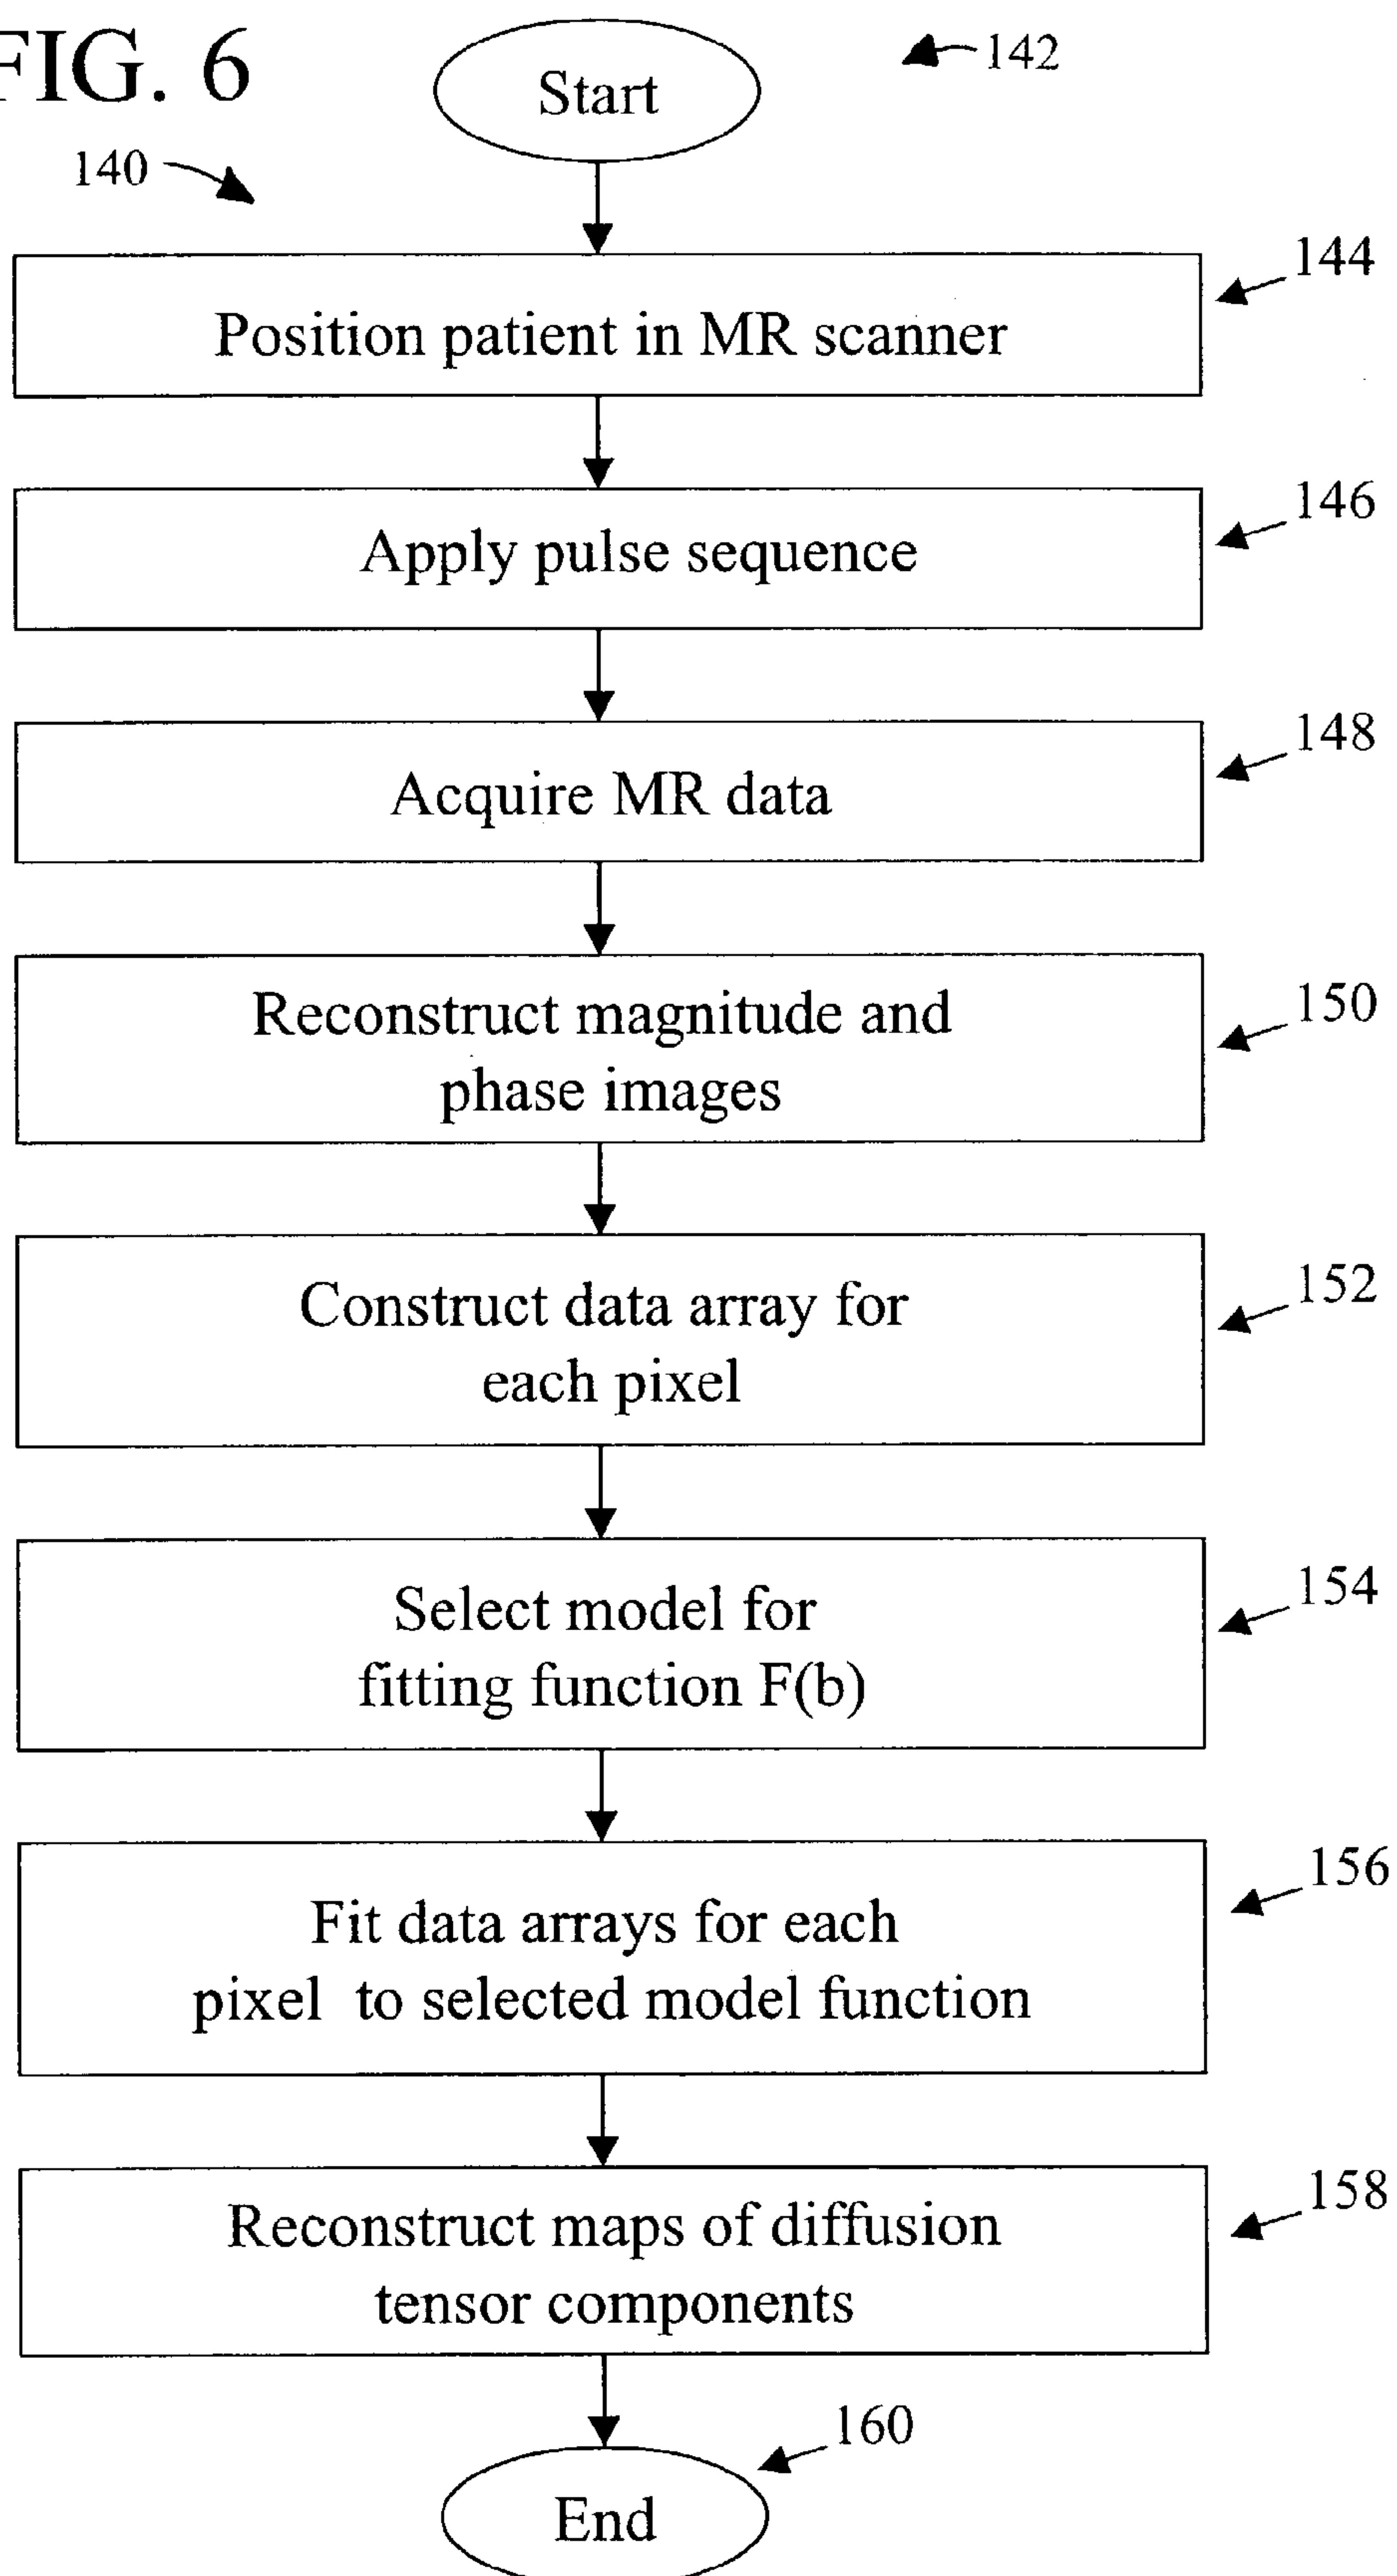 FIG. 6
Start
142
140
144
Position patient in MR scanner
146
Apply pulse sequence
148
Acquire MR data
150
Reconstruct magnitude and
phase images
152
Construct data array for
each pixel
154
Select model for
fitting function F(b)
156
Fit data arrays for each
pixel to selected model function
158
Reconstruct maps of diffusion
tensor components
160
End